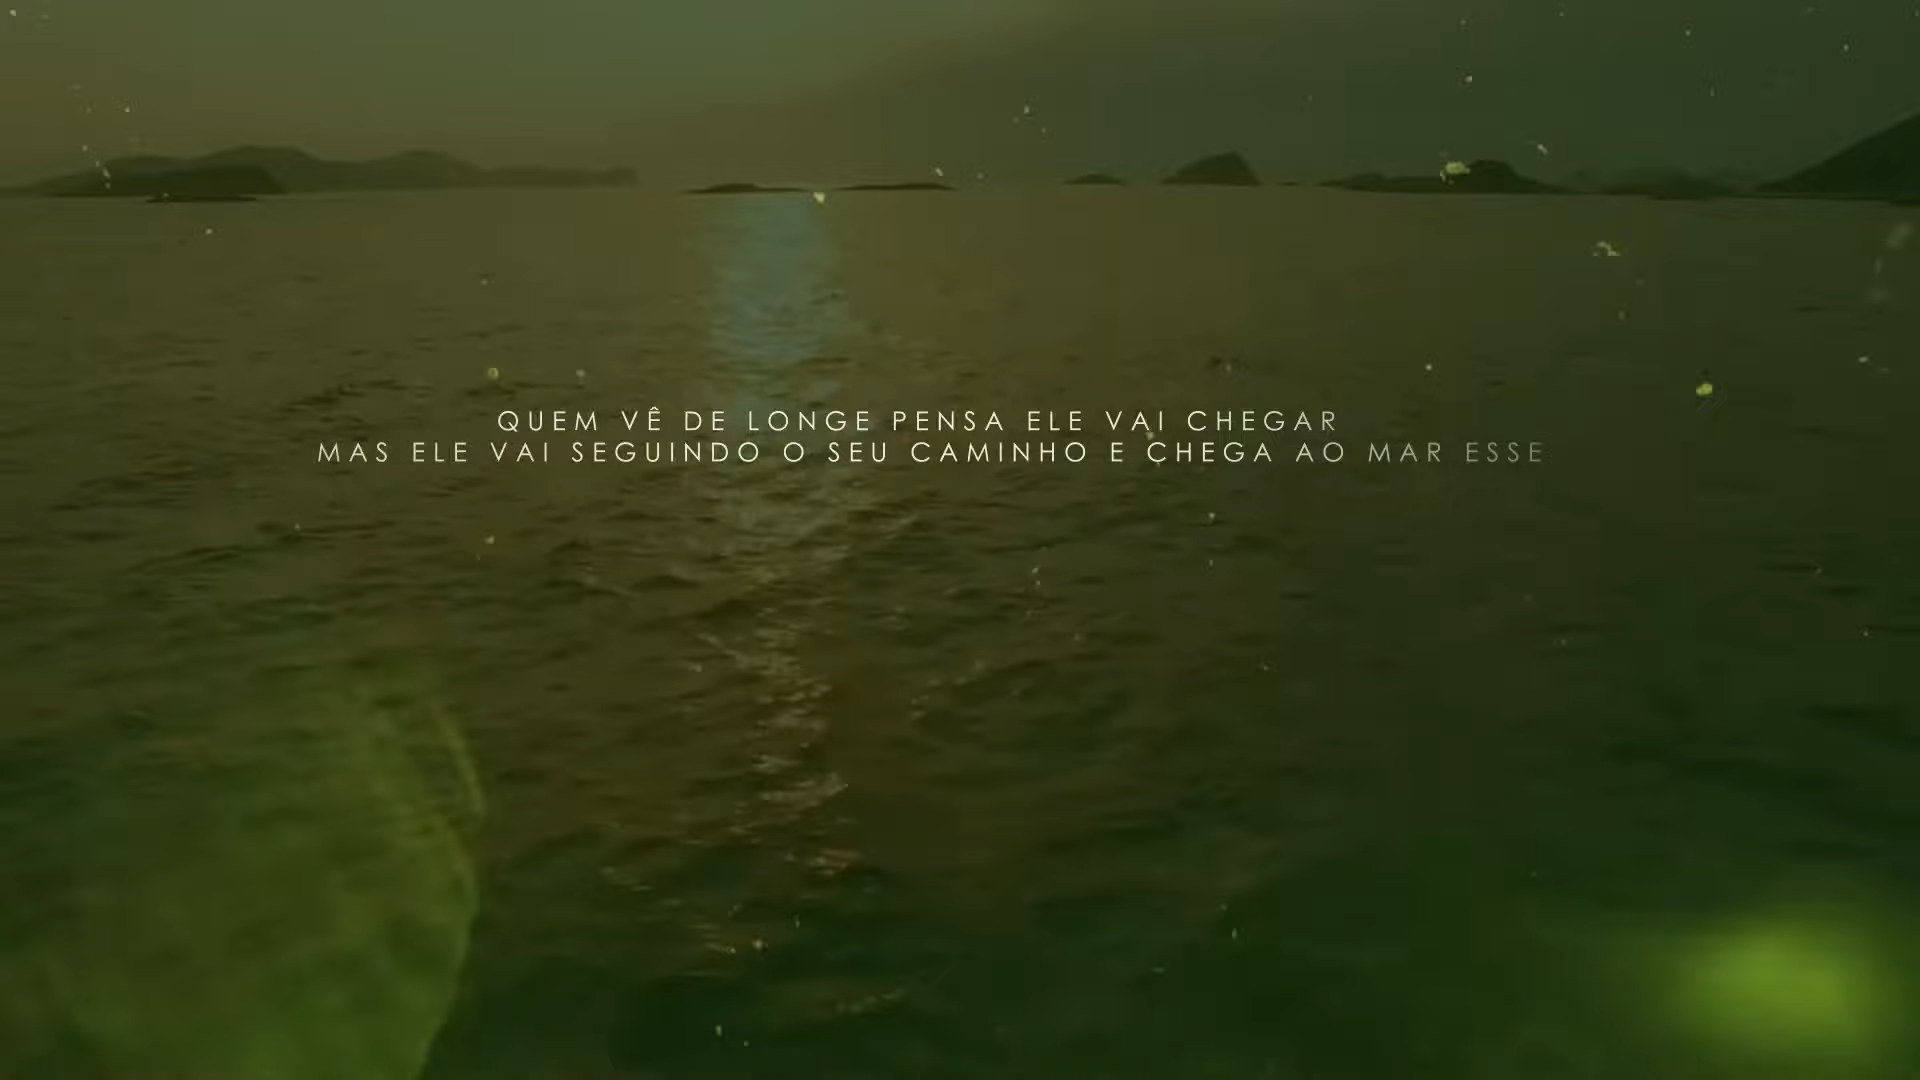 QUEM VÊ DE LONGE PENSA ELE VAI CHEGAR
MAS ELE VAI SEGUINDO O SEU CAMINHO E CHEGA AO MAR ESSE